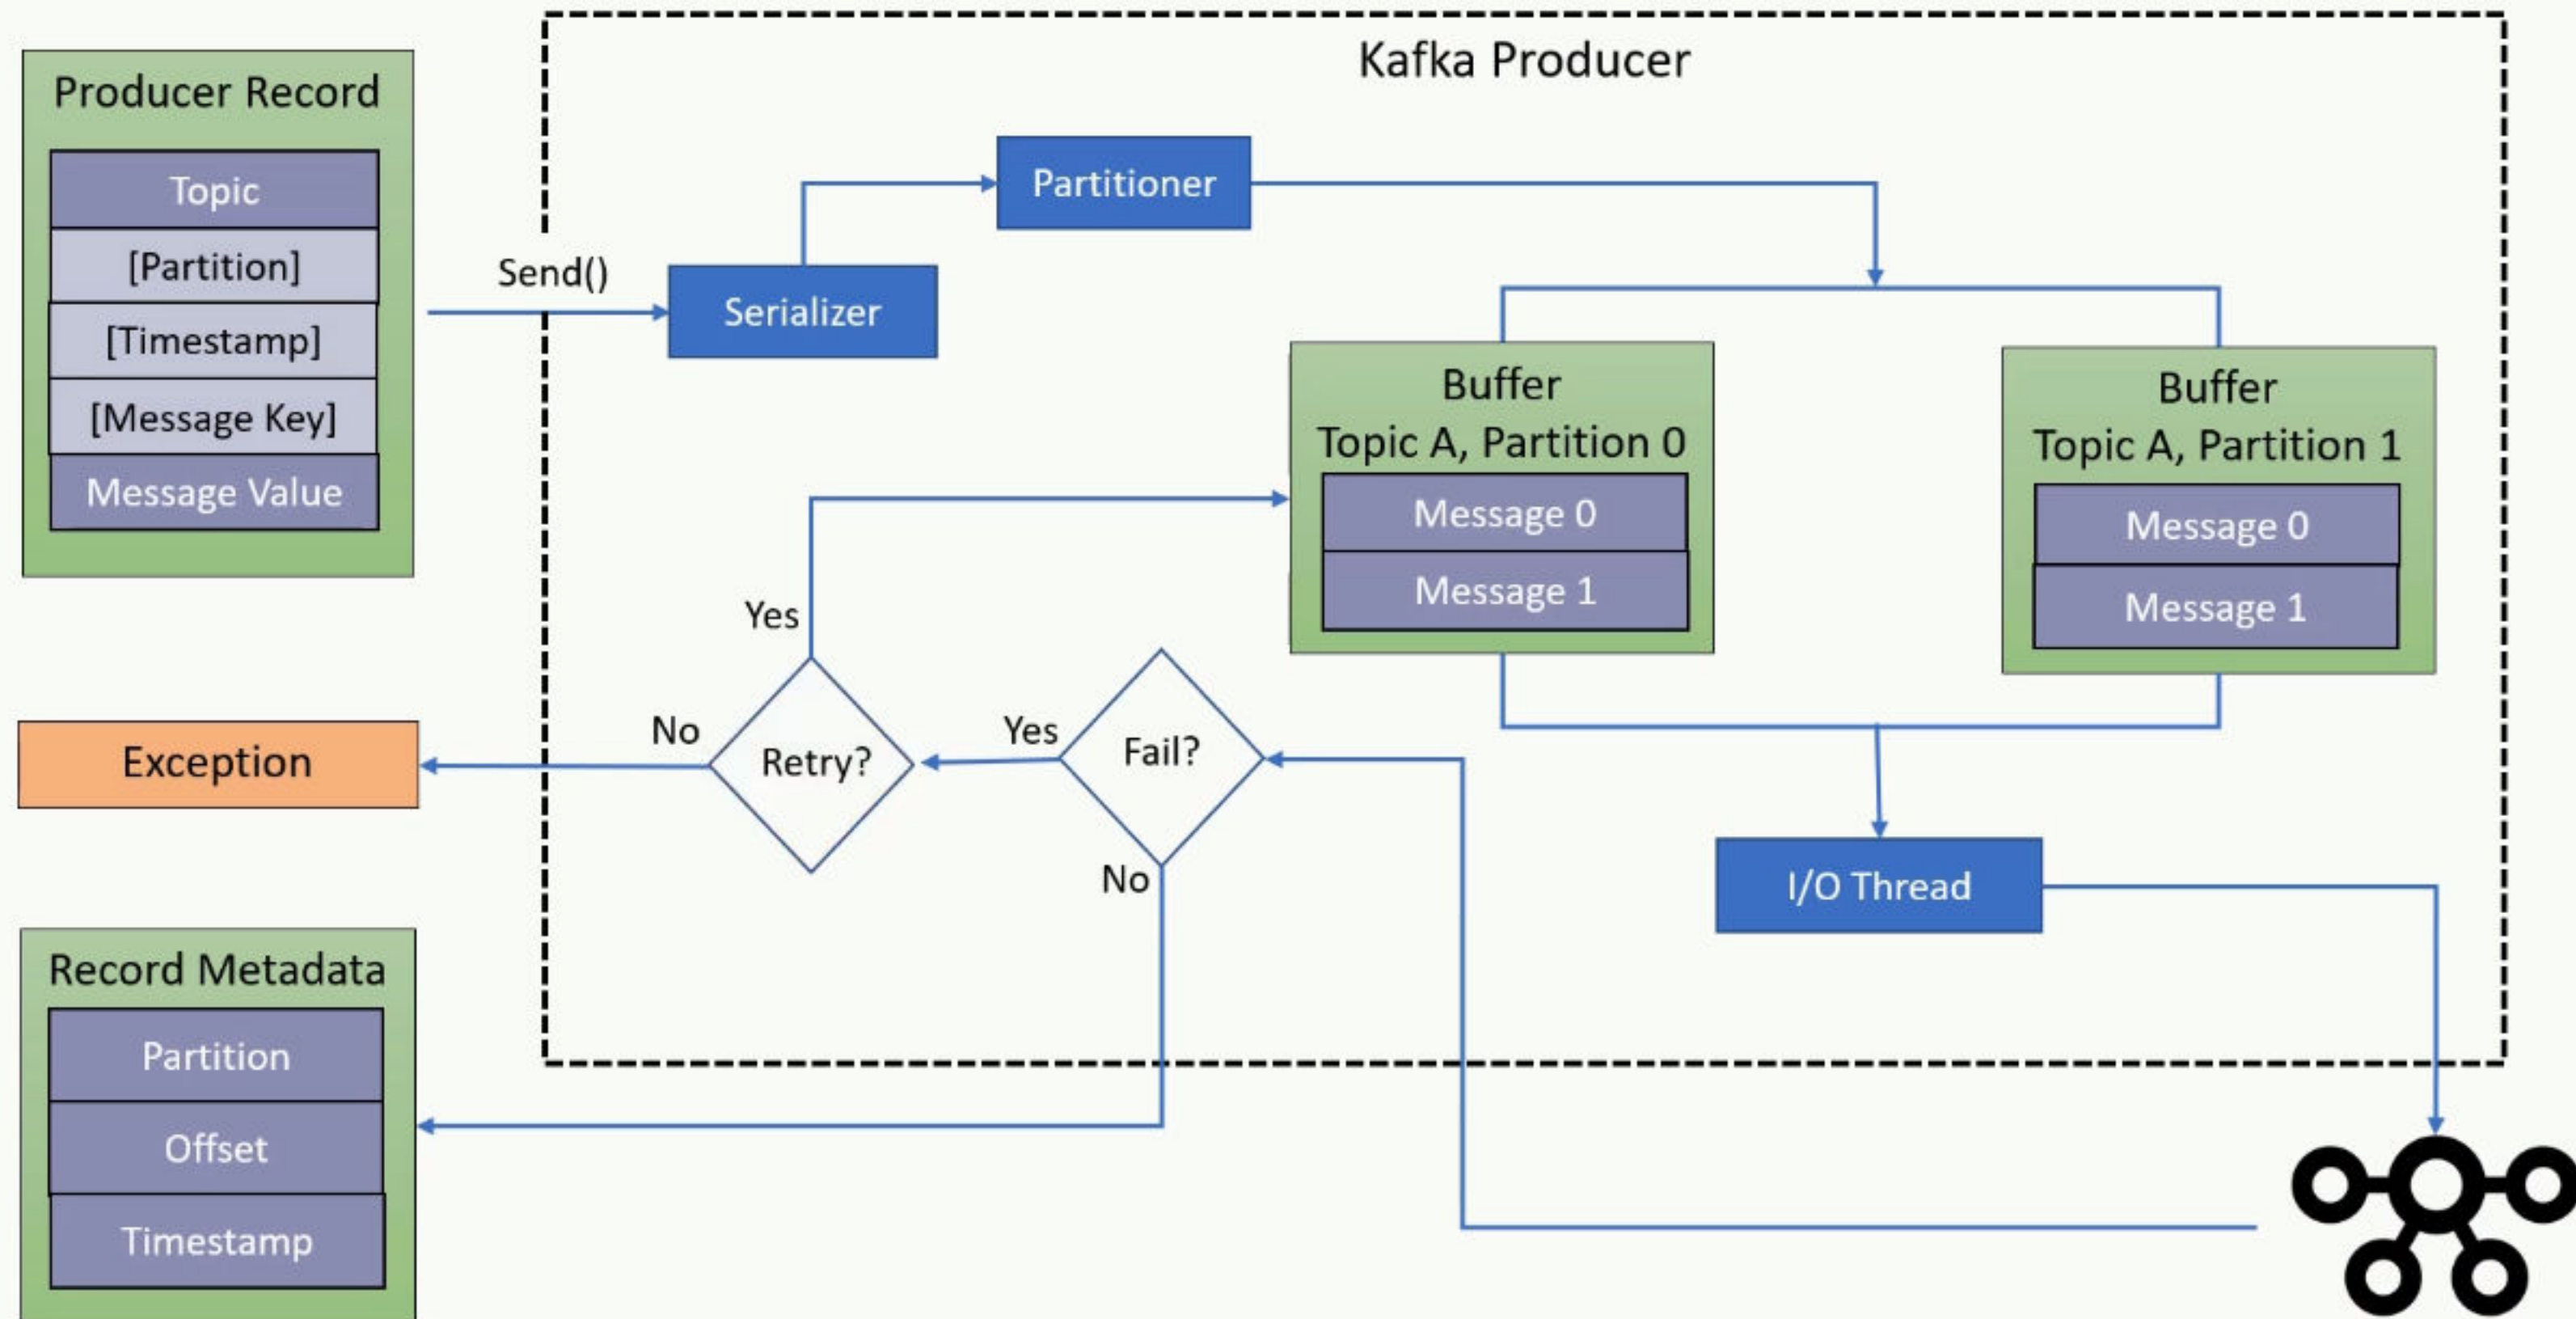 Kafka Producer
Producer Record
Topic
[Partition]
[Timestamp]
[Message Key]
Message Value
Send()
Serializer
Partitioner
Buffer
Topic A, Partition 0
Message 0
Message 1
Buffer
Topic A, Partition 1
Message 0
Message 1
Yes
No
Retry?
Yes
Fail?
No
Exception
I/O Thread
Record Metadata
Partition
Offset
Timestamp